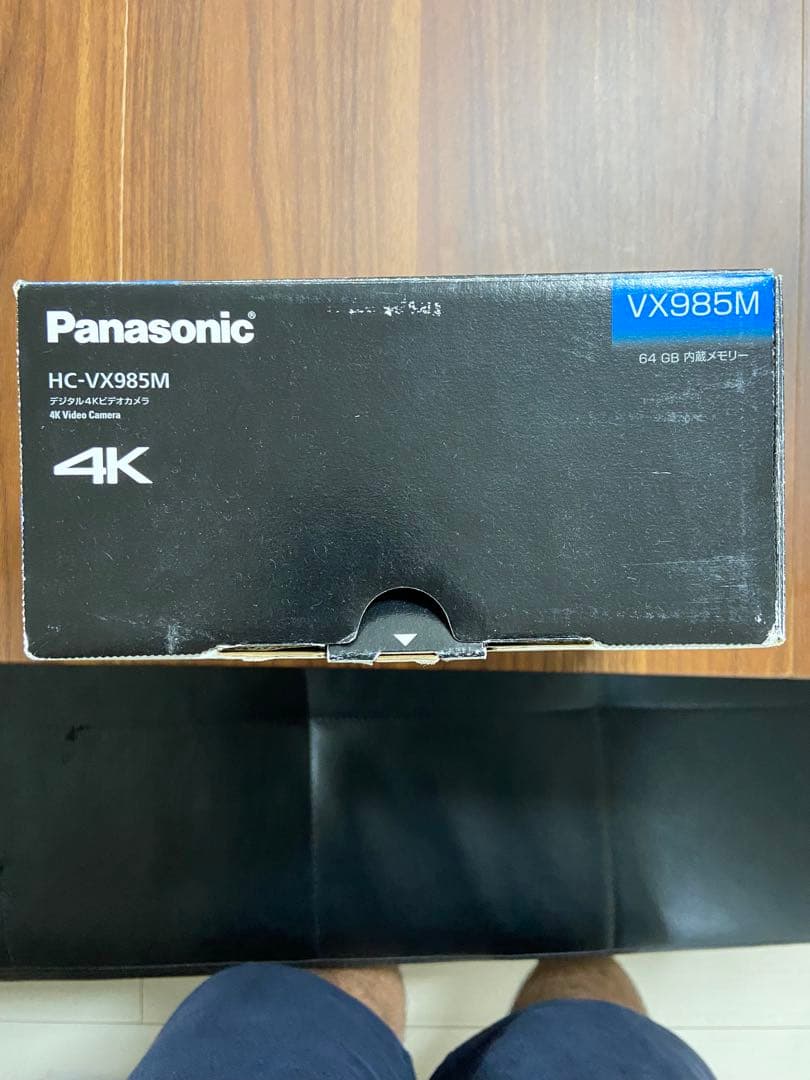 Panasonic®
HC-VX985M
デジタル4Kビデオカメラ
4K Video Camera
4K
VX985M
64 GB 内蔵メモリー